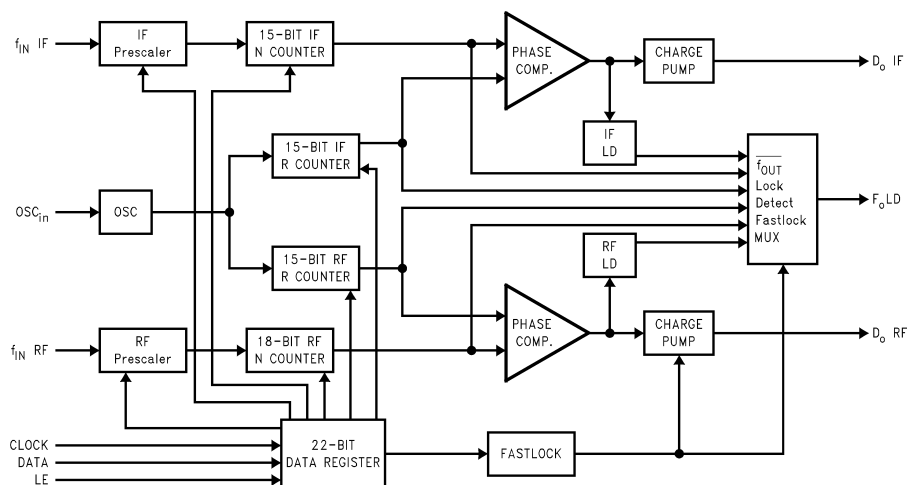 f_IN IF
IF
Prescaler
15-BIT IF
N COUNTER
PHASE
COMP.
CHARGE
PUMP
D_o IF
IF
LD
15-BIT IF
R COUNTER
OSC_in
OSC
f_OUT
Lock
Detect
Fastlock
MUX
F_oLD
15-BIT RF
R COUNTER
RF
LD
f_IN RF
RF
Prescaler
18-BIT RF
N COUNTER
PHASE
COMP.
CHARGE
PUMP
D_o RF
CLOCK
DATA
LE
22-BIT
DATA REGISTER
FASTLOCK